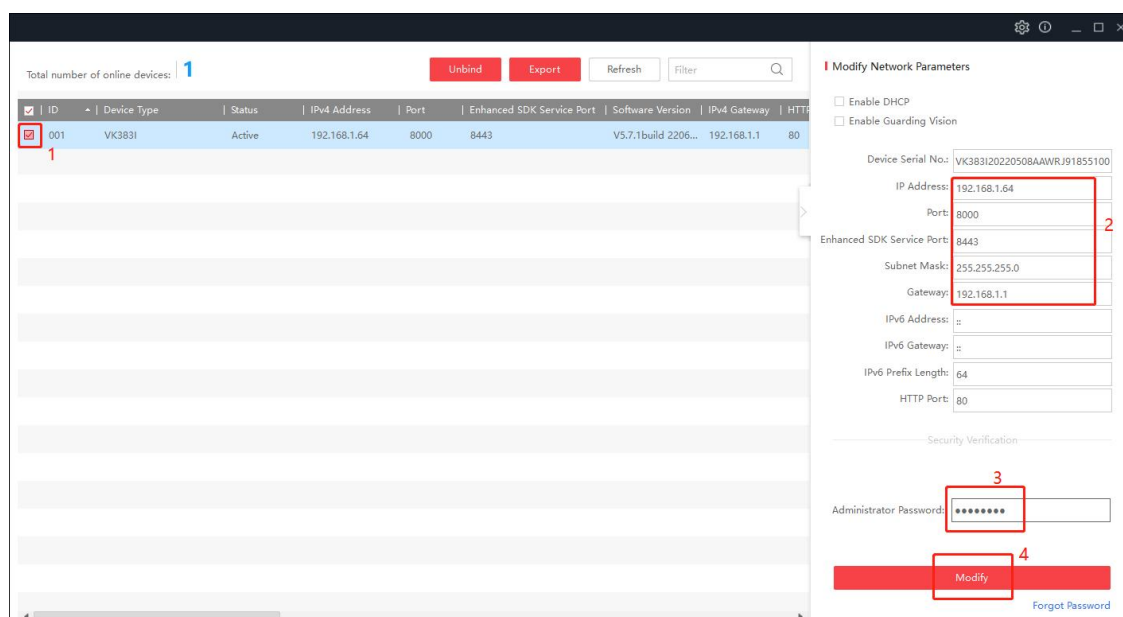 Total number of online devices: 1
Unbind
Export
Refresh
Filter
ID
Device Type
Status
IPv4 Address
Port
Enhanced SDK Service Port
Software Version
IPv4 Gateway
HTTP
001
VK383I
Active
192.168.1.64
8000
8443
V5.7.1build 2206...
192.168.1.1
80
1
Modify Network Parameters
Enable DHCP
Enable Guarding Vision
Device Serial No.: VK383I20220508AAWRJ91855100
IP Address: 192.168.1.64
Port: 8000
2
Enhanced SDK Service Port: 8443
Subnet Mask: 255.255.255.0
Gateway: 192.168.1.1
IPv6 Address: ::
IPv6 Gateway: ::
IPv6 Prefix Length: 64
HTTP Port: 80
Security Verification
3
Administrator Password: ●●●●●●●●
4
Modify
Forgot Password